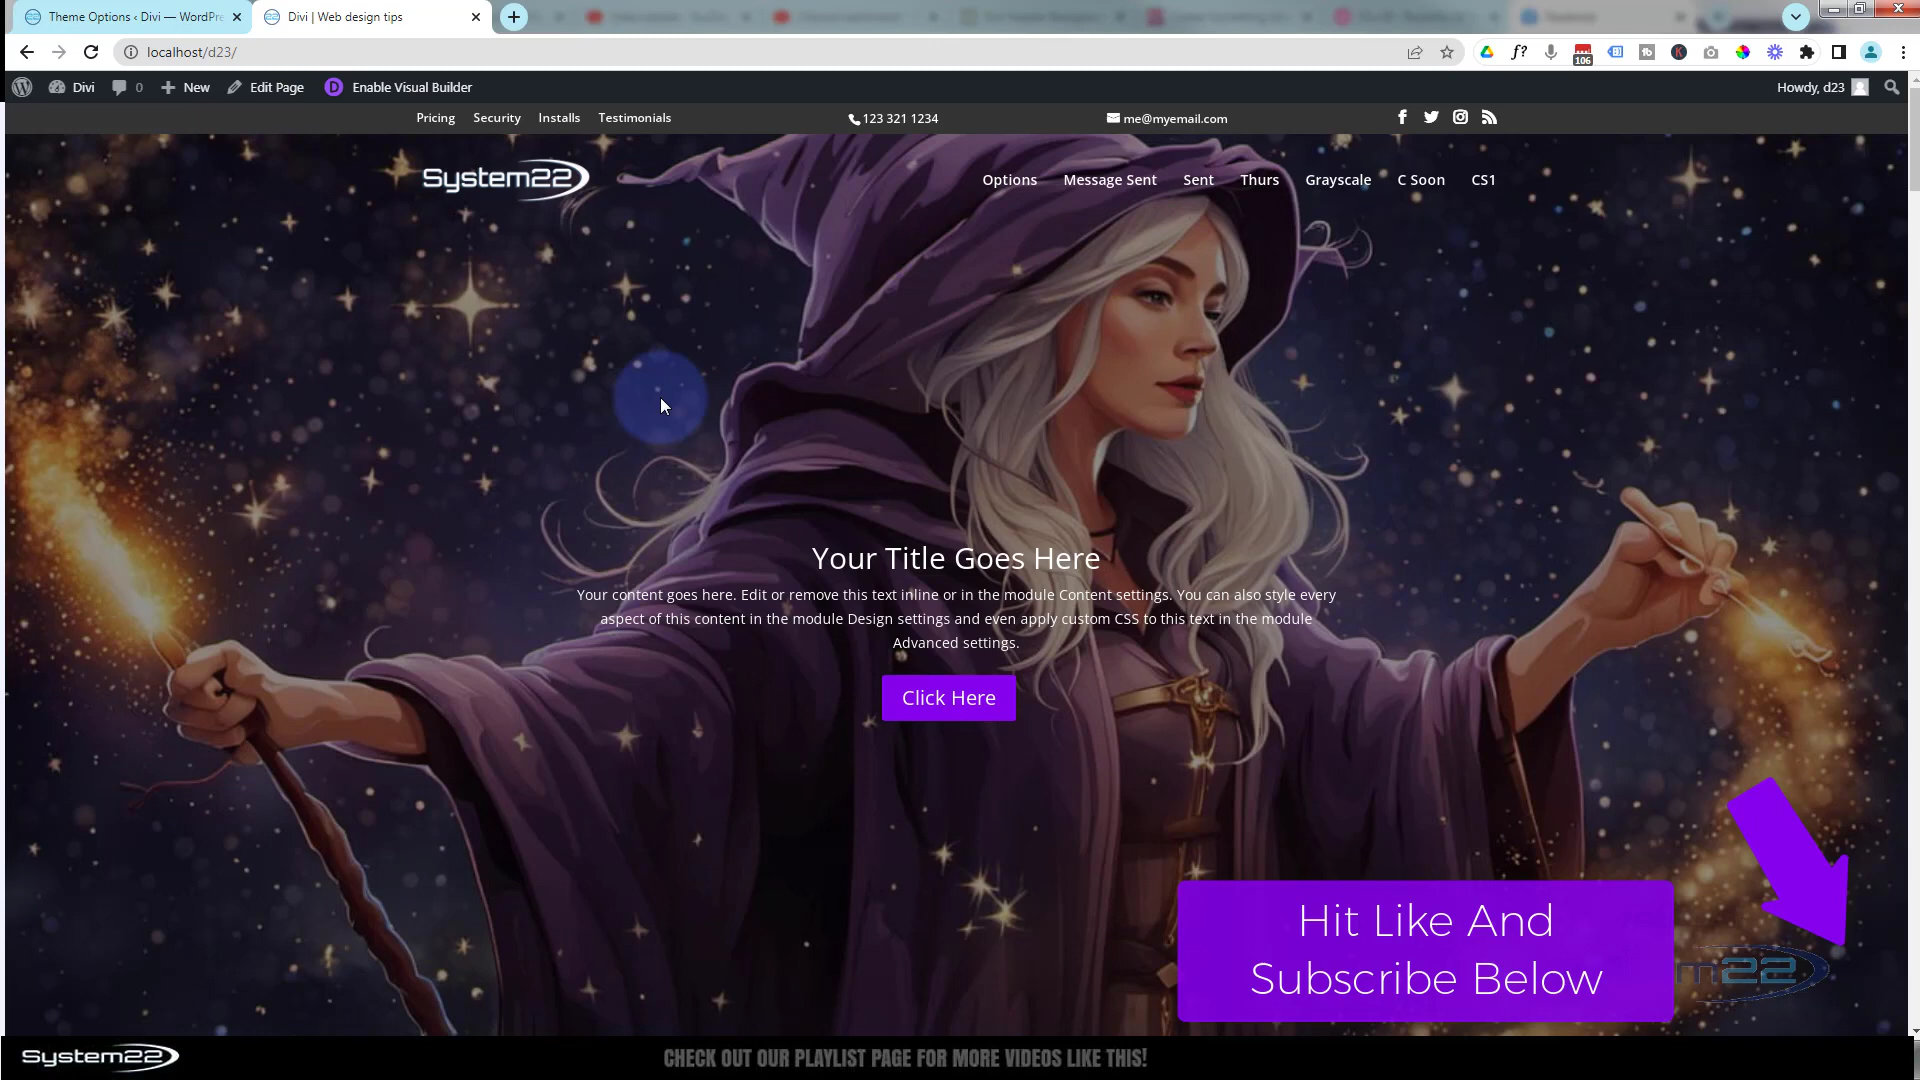 Theme Options ‹ Divi — WordPre
Divi | Web design tips
localhost/d23/
106
Divi
0
New
Edit Page
Enable Visual Builder
Howdy, d23
Pricing
Security
Installs
Testimonials
123 321 1234
me@myemail.com
System22
Options
Message Sent
Sent
Thurs
Grayscale
C Soon
CS1
Your Title Goes Here
Your content goes here. Edit or remove this text inline or in the module Content settings. You can also style every
aspect of this content in the module Design settings and even apply custom CSS to this text in the module
Advanced settings.
Click Here
Hit Like And
Subscribe Below
m22
System22
CHECK OUT OUR PLAYLIST PAGE FOR MORE VIDEOS LIKE THIS!